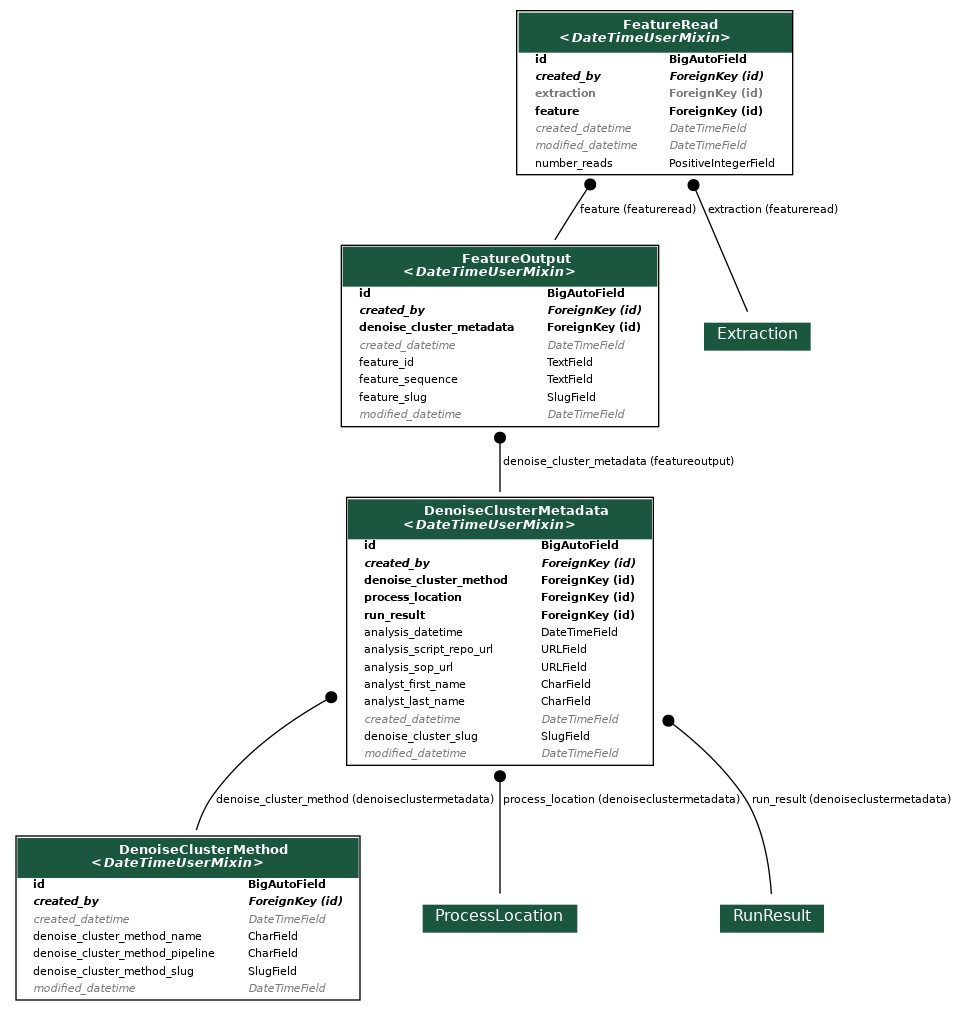 FeatureRead
<DateTimeUserMixin>
id BigAutoField
created_by ForeignKey (id)
extraction ForeignKey (id)
feature ForeignKey (id)
created_datetime DateTimeField
modified_datetime DateTimeField
number_reads PositiveIntegerField
feature (featureread) extraction (featureread)
FeatureOutput
<DateTimeUserMixin>
id BigAutoField
created_by ForeignKey (id)
denoise_cluster_metadata ForeignKey (id)
created_datetime DateTimeField
feature_id TextField
feature_sequence TextField
feature_slug SlugField
modified_datetime DateTimeField
Extraction
denoise_cluster_metadata (featureoutput)
DenoiseClusterMetadata
<DateTimeUserMixin>
id BigAutoField
created_by ForeignKey (id)
denoise_cluster_method ForeignKey (id)
process_location ForeignKey (id)
run_result ForeignKey (id)
analysis_datetime DateTimeField
analysis_script_repo_url URLField
analysis_sop_url URLField
analyst_first_name CharField
analyst_last_name CharField
created_datetime DateTimeField
denoise_cluster_slug SlugField
modified_datetime DateTimeField
denoise_cluster_method (denoiseclustermetadata) process_location (denoiseclustermetadata) run_result (denoiseclustermetadata)
DenoiseClusterMethod
<DateTimeUserMixin>
id BigAutoField
created_by ForeignKey (id)
created_datetime DateTimeField
denoise_cluster_method_name CharField
denoise_cluster_method_pipeline CharField
denoise_cluster_method_slug SlugField
modified_datetime DateTimeField
ProcessLocation
RunResult